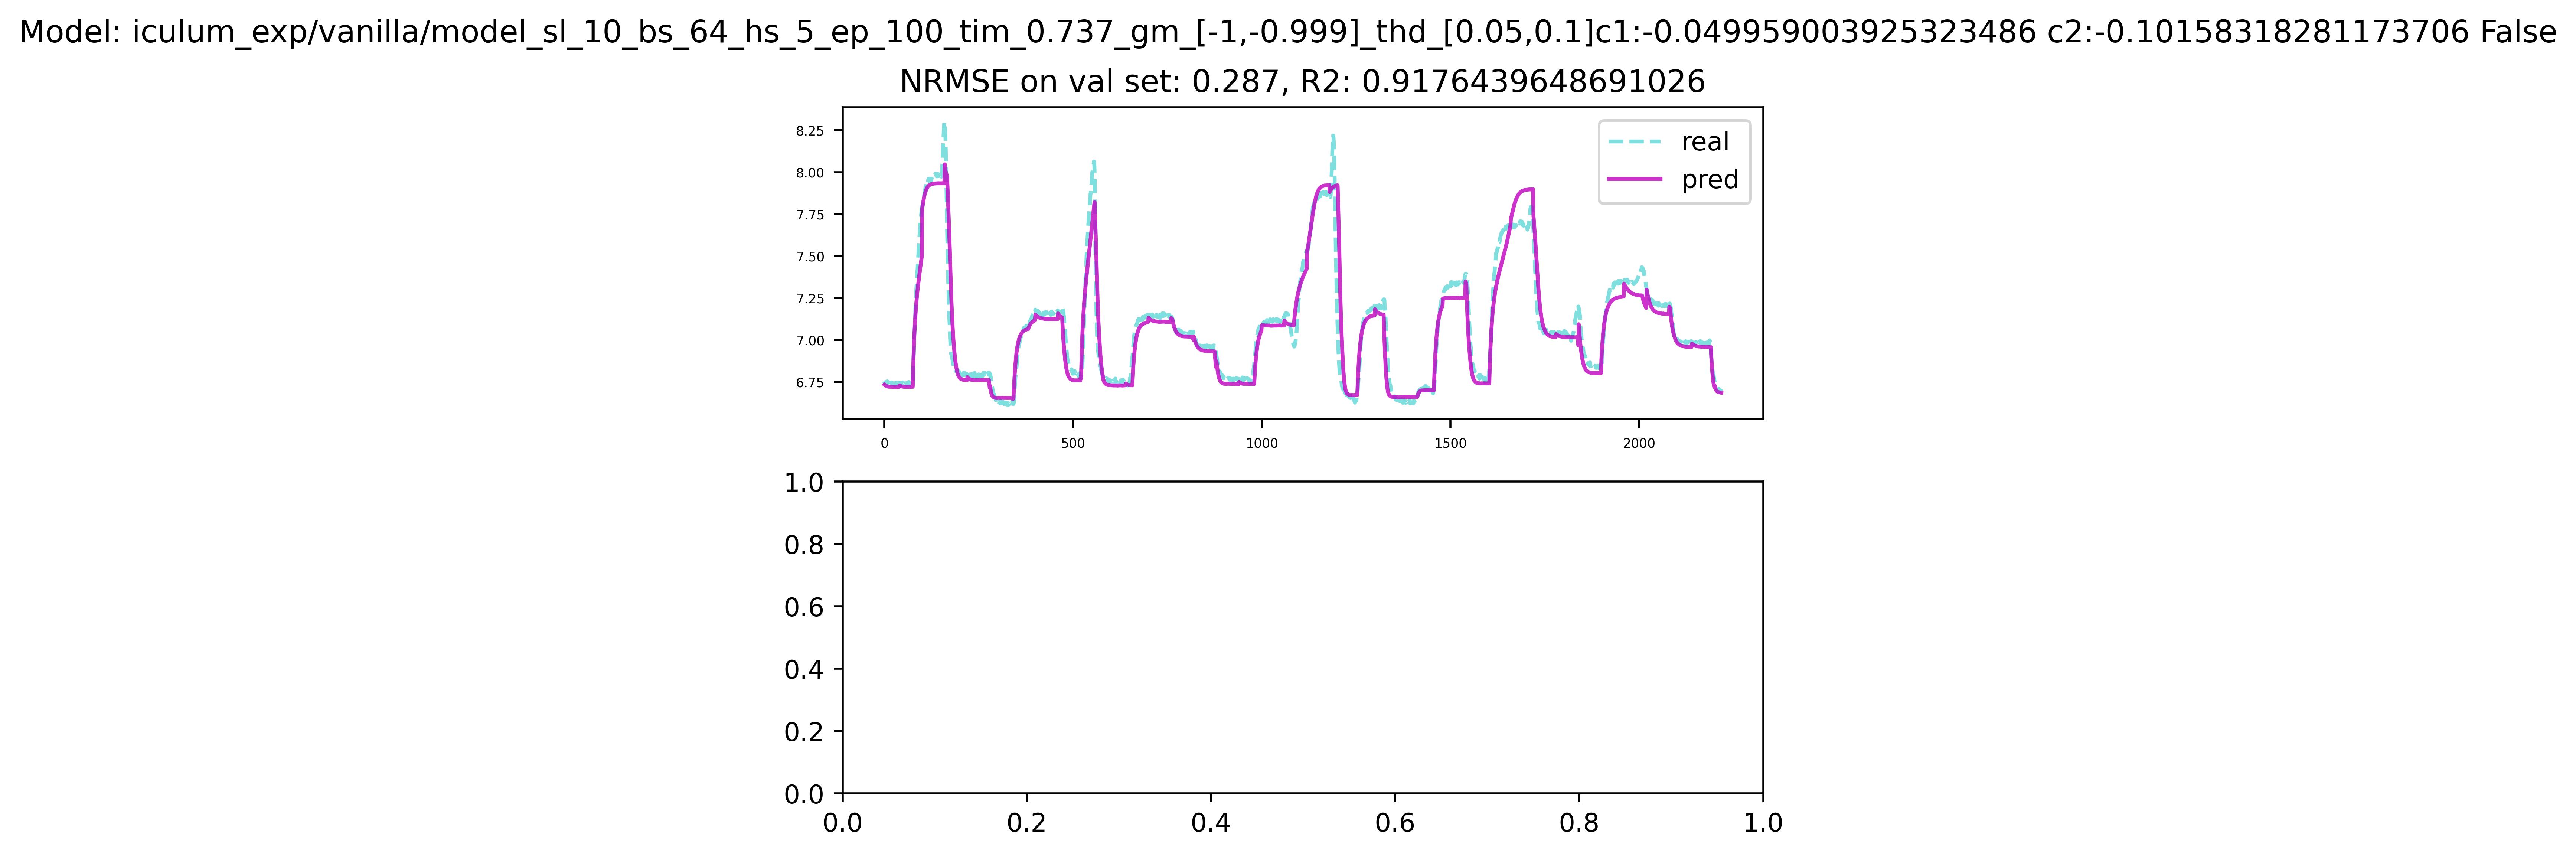 Model: iculum_exp/vanilla/model_sl_10_bs_64_hs_5_ep_100_tim_0.737_gm_[-1,-0.999]_thd_[0.05,0.1]c1:-0.049959003925323486 c2:-0.10158318281173706 False
NRMSE on val set: 0.287, R2: 0.9176439648691026
8.25
8.00
7.75
7.50
7.25
7.00
6.75
real
pred
0 500 1000 1500 2000
1.0
0.8
0.6
0.4
0.2
0.0
0.0 0.2 0.4 0.6 0.8 1.0